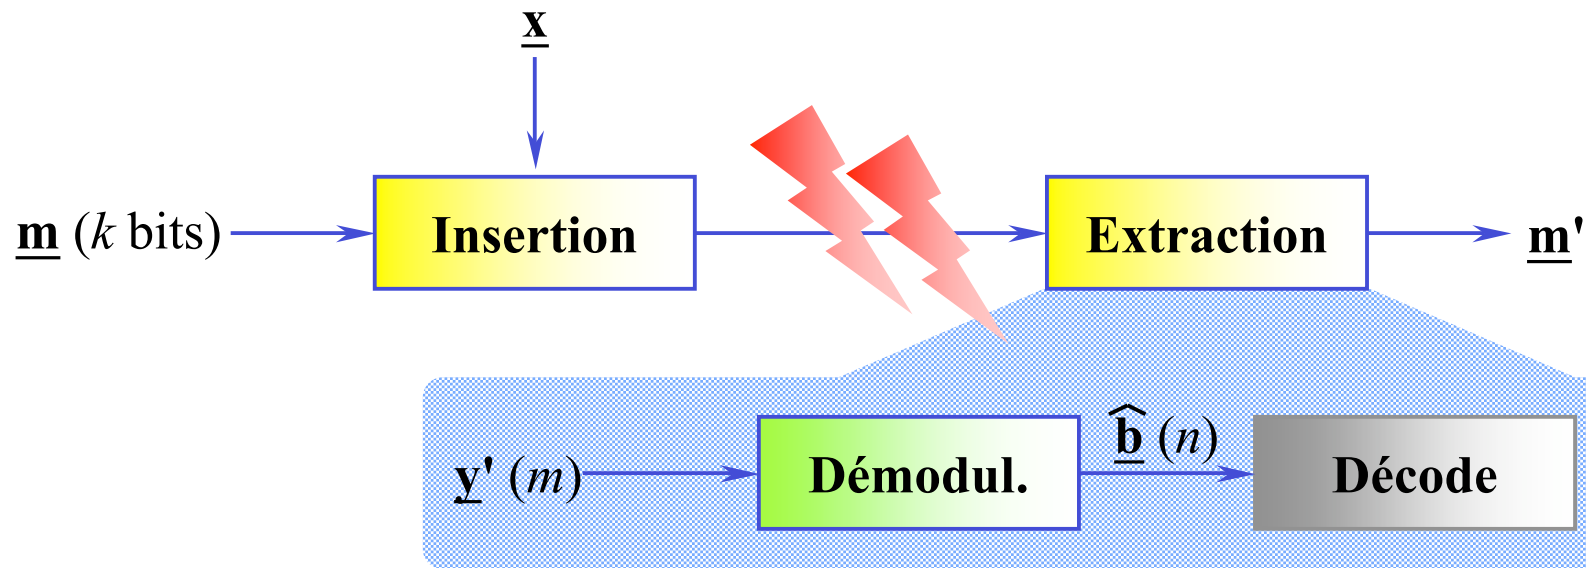 x
m (k bits) Insertion Extraction m'
y' (m) Démodul. b̂ (n) Décode